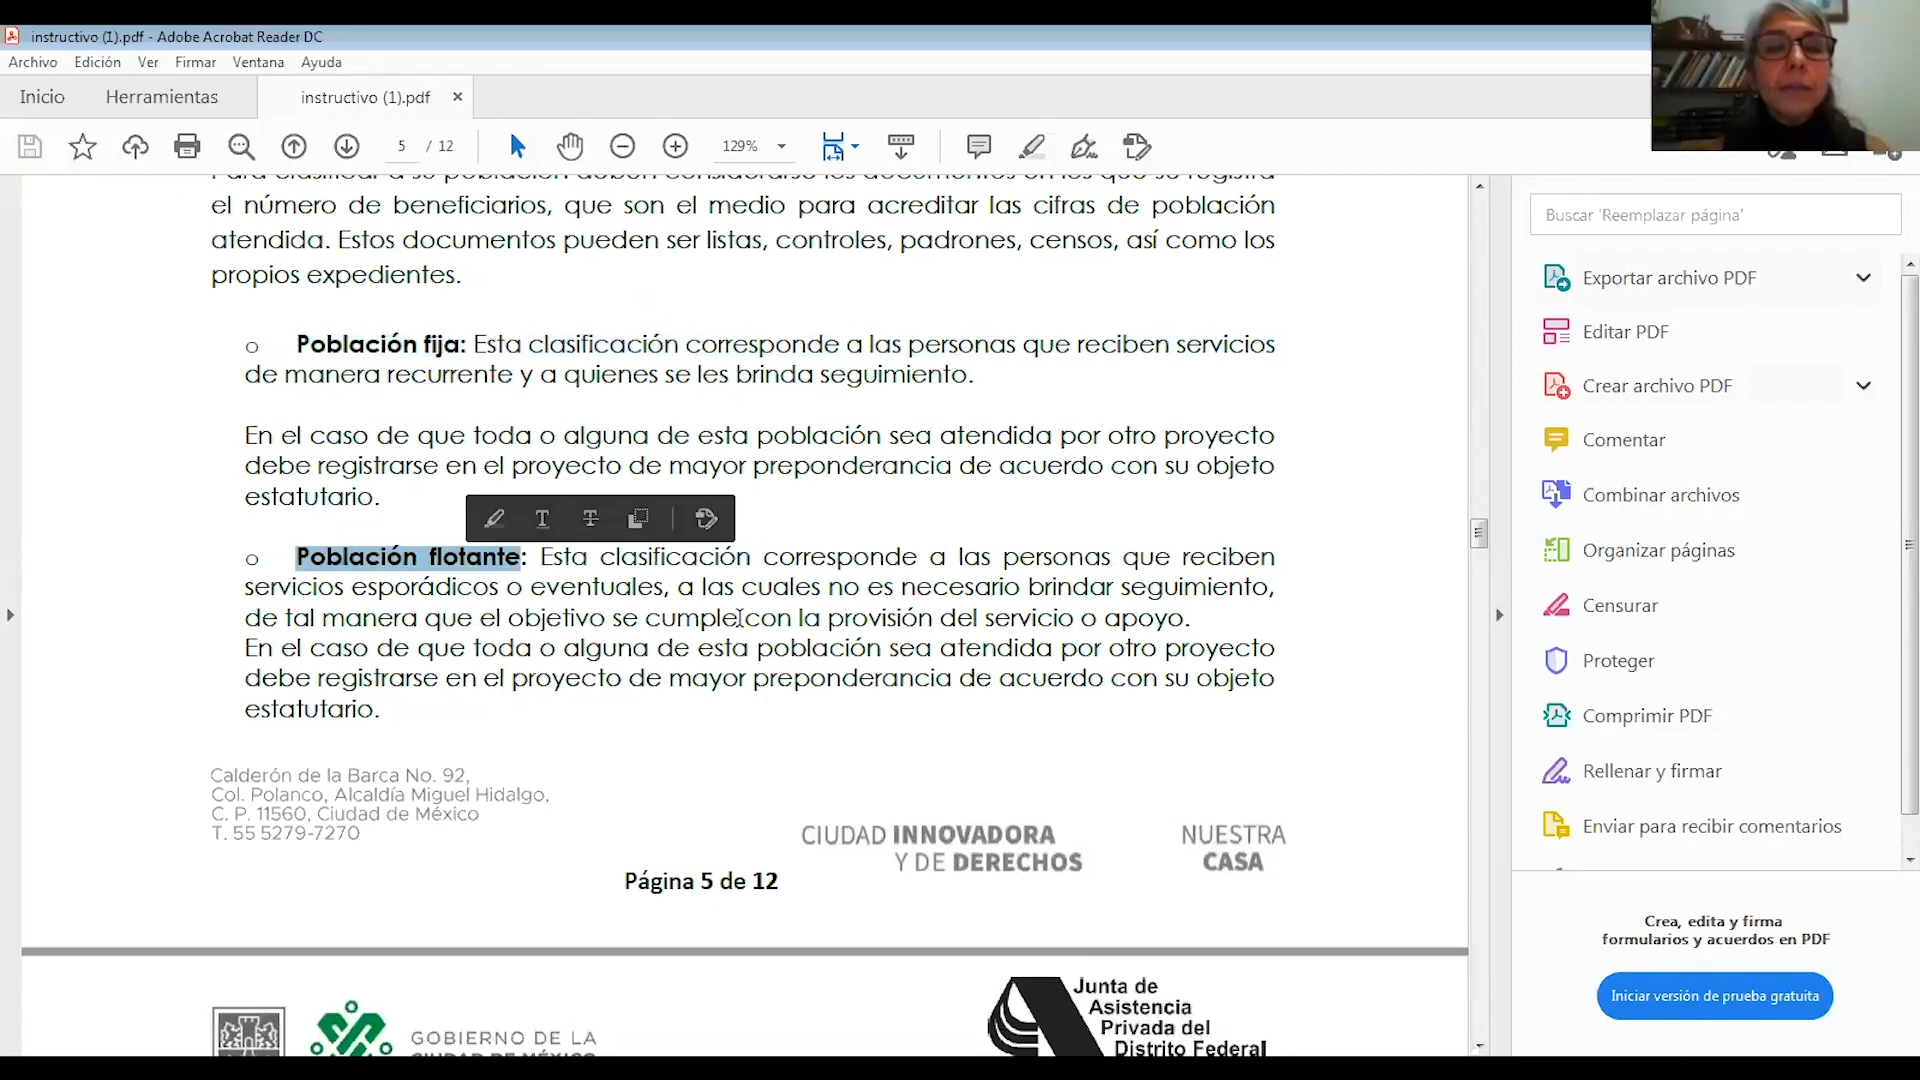 instructivo (1).pdf - Adobe Acrobat Reader DC
Archivo Edición Ver Firmar Ventana Ayuda
Inicio Herramientas instructivo (1).pdf ×
5 / 12 129%
Para clasificar a su población deben considerarse los documentos en los que se registra
el número de beneficiarios, que son el medio para acreditar las cifras de población
atendida. Estos documentos pueden ser listas, controles, padrones, censos, así como los
propios expedientes.
o Población fija: Esta clasificación corresponde a las personas que reciben servicios
de manera recurrente y a quienes se les brinda seguimiento.
En el caso de que toda o alguna de esta población sea atendida por otro proyecto
debe registrarse en el proyecto de mayor preponderancia de acuerdo con su objeto
estatutario.
o Población flotante: Esta clasificación corresponde a las personas que reciben
servicios esporádicos o eventuales, a las cuales no es necesario brindar seguimiento,
de tal manera que el objetivo se cumple con la provisión del servicio o apoyo.
En el caso de que toda o alguna de esta población sea atendida por otro proyecto
debe registrarse en el proyecto de mayor preponderancia de acuerdo con su objeto
estatutario.
Calderón de la Barca No. 92,
Col. Polanco, Alcaldía Miguel Hidalgo,
C. P. 11560, Ciudad de México
T. 55 5279-7270
CIUDAD INNOVADORA
Y DE DERECHOS
NUESTRA
CASA
Página 5 de 12
GOBIERNO DE LA
CIUDAD DE MÉXICO
Junta de
Asistencia
Privada del
Distrito Federal
Buscar 'Reemplazar página'
Exportar archivo PDF
Editar PDF
Crear archivo PDF
Comentar
Combinar archivos
Organizar páginas
Censurar
Proteger
Comprimir PDF
Rellenar y firmar
Enviar para recibir comentarios
Crea, edita y firma
formularios y acuerdos en PDF
Iniciar versión de prueba gratuita